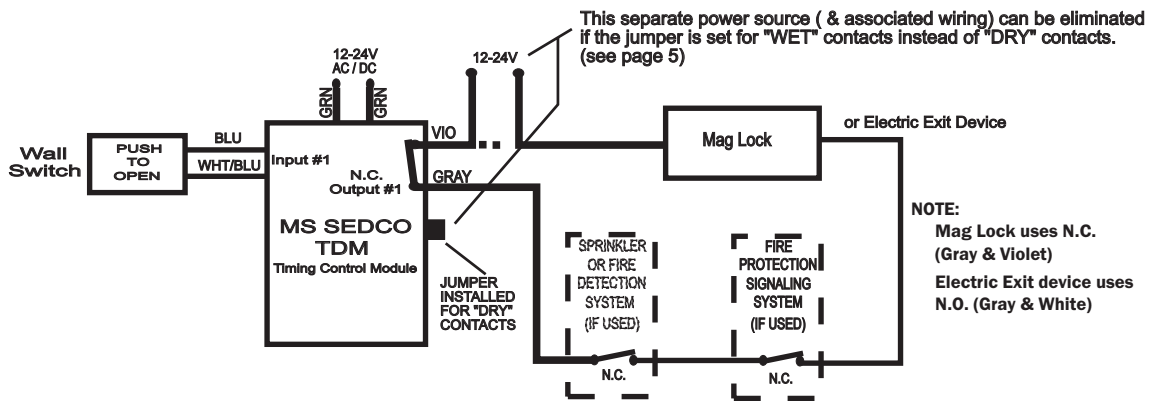 This separate power source ( & associated wiring) can be eliminated
if the jumper is set for "WET" contacts instead of "DRY" contacts.
(see page 5)
12-24V
AC / DC
GRN
GRN
12-24V
Wall
Switch
PUSH
TO
OPEN
BLU
WHT/BLU
Input #1
N.C.
Output #1
VIO
GRAY
MS SEDCO
TDM
Timing Control Module
JUMPER
INSTALLED
FOR "DRY"
CONTACTS
Mag Lock
or Electric Exit Device
SPRINKLER
OR FIRE
DETECTION
SYSTEM
(IF USED)
N.C.
FIRE
PROTECTION
SIGNALING
SYSTEM
(IF USED)
N.C.
NOTE:
Mag Lock uses N.C.
(Gray & Violet)
Electric Exit device uses
N.O. (Gray & White)